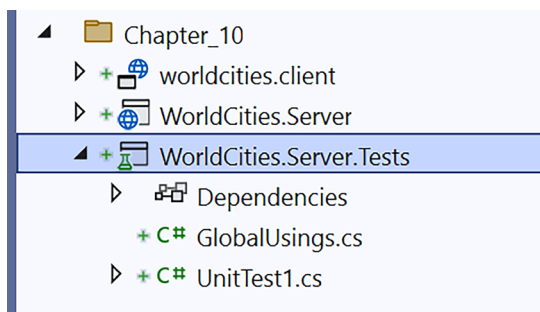 Chapter_10
worldcities.client
WorldCities.Server
WorldCities.Server.Tests
Dependencies
C# GlobalUsings.cs
C# UnitTest1.cs